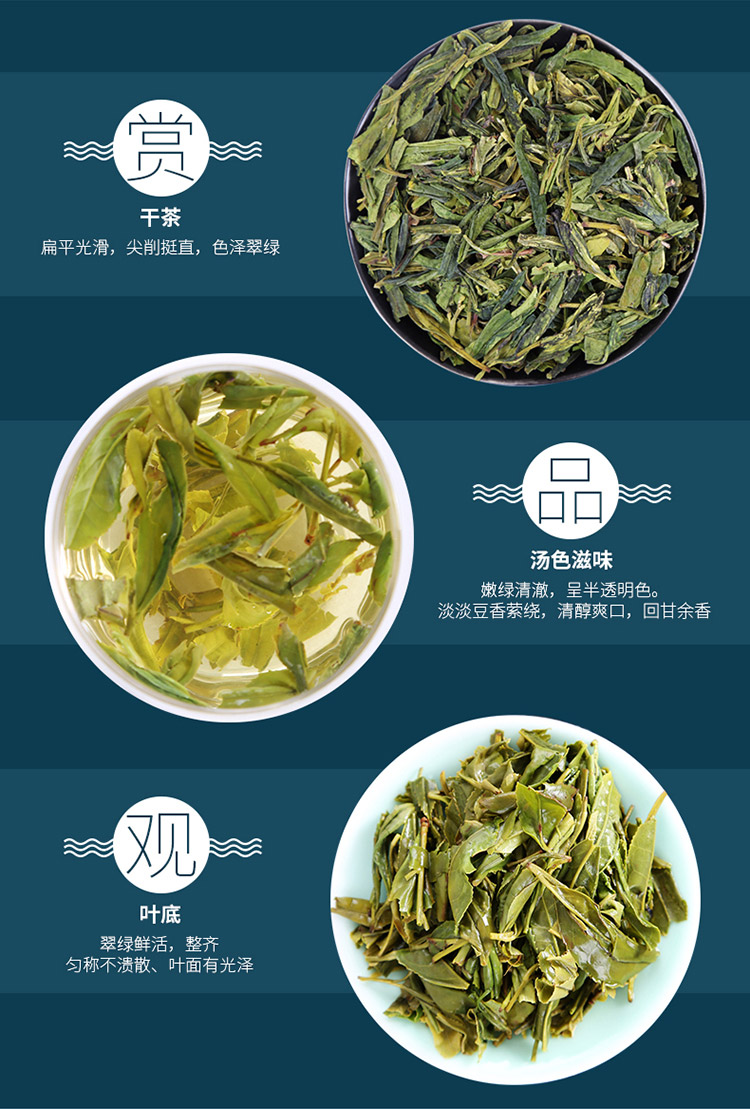 赏
干茶
扁平光滑，尖削挺直，色泽翠绿
品
汤色滋味
嫩绿清澈，呈半透明色。
淡淡豆香萦绕，清醇爽口，回甘余香
观
叶底
翠绿鲜活，整齐
匀称不溃散、叶面有光泽